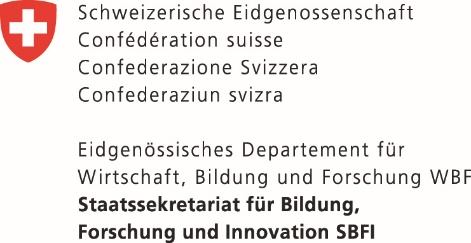 Schweizerische Eidgenossenschaft
Confédération suisse
Confederazione Svizzera
Confederaziun svizra
Eidgenössisches Departement für
Wirtschaft, Bildung und Forschung WBF
Staatssekretariat für Bildung,
Forschung und Innovation SBFI